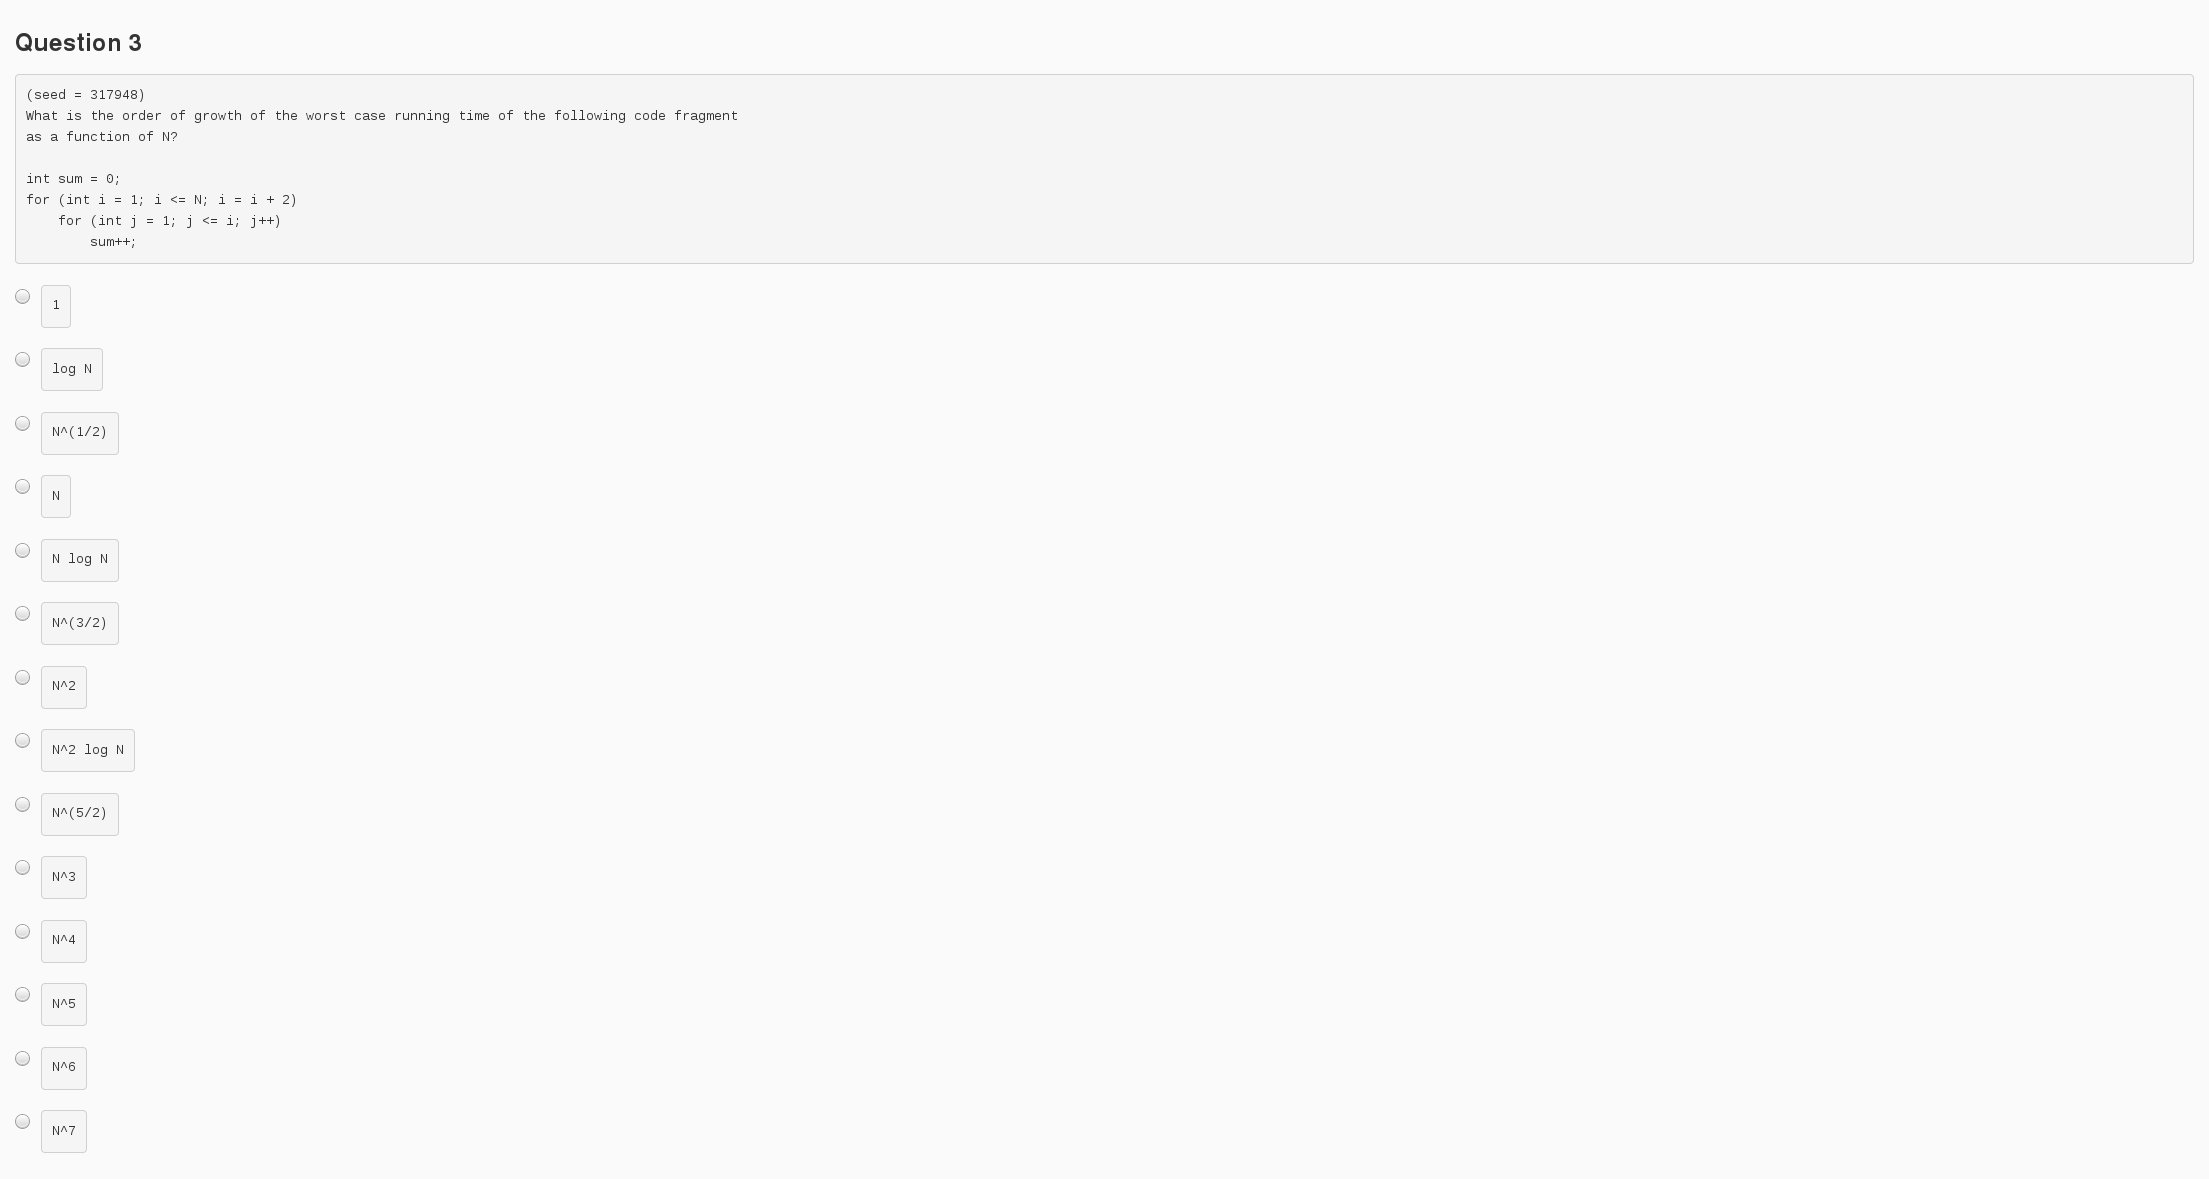 Question 3
(seed = 317948)
What is the order of growth of the worst case running time of the following code fragment
as a function of N?
int sum = 0;
for (int i = 1; i <= N; i = i + 2)
    for (int j = 1; j <= i; j++)
        sum++;
1
log N
N^(1/2)
N
N log N
N^(3/2)
N^2
N^2 log N
N^(5/2)
N^3
N^4
N^5
N^6
N^7